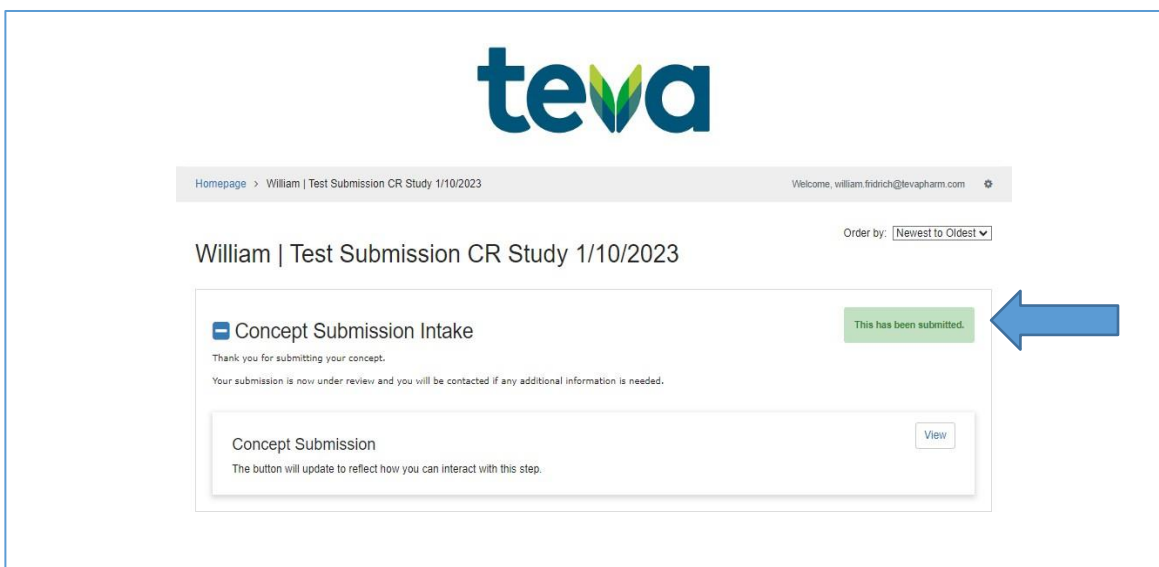 teva
Homepage > William | Test Submission CR Study 1/10/2023
Welcome, william.fridrich@tevapharm.com
Order by: Newest to Oldest
William | Test Submission CR Study 1/10/2023
Concept Submission Intake
This has been submitted.
Thank you for submitting your concept.
Your submission is now under review and you will be contacted if any additional information is needed.
Concept Submission
View
The button will update to reflect how you can interact with this step.